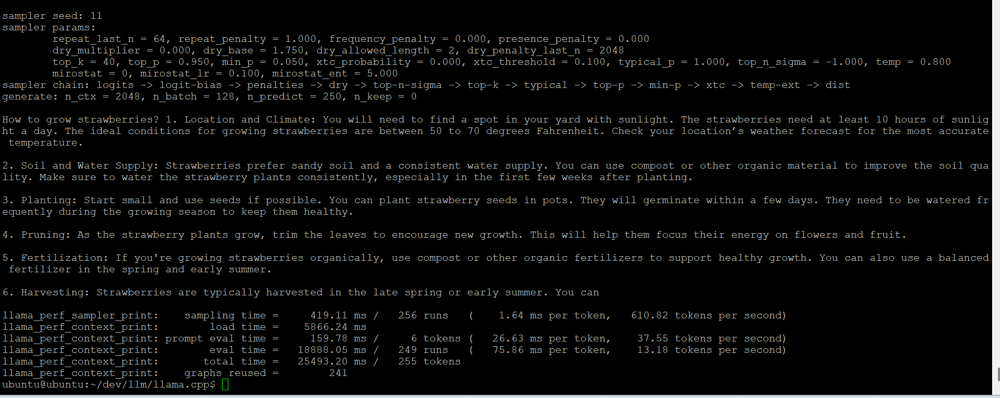 sampler seed: 11
sampler params:
        repeat_last_n = 64, repeat_penalty = 1.000, frequency_penalty = 0.000, presence_penalty = 0.000
        dry_multiplier = 0.000, dry_base = 1.750, dry_allowed_length = 2, dry_penalty_last_n = 2048
        top_k = 40, top_p = 0.950, min_p = 0.050, xtc_probability = 0.000, xtc_threshold = 0.100, typical_p = 1.000, top_n_sigma = -1.000, temp = 0.800
        mirostat = 0, mirostat_lr = 0.100, mirostat_ent = 5.000
sampler chain: logits -> logit-bias -> penalties -> dry -> top-n-sigma -> top-k -> typical -> top-p -> min-p -> xtc -> temp-ext -> dist
generate: n_ctx = 2048, n_batch = 128, n_predict = 250, n_keep = 0

How to grow strawberries? 1. Location and Climate: You will need to find a spot in your yard with sunlight. The strawberries need at least 10 hours of sunlig
ht a day. The ideal conditions for growing strawberries are between 50 to 70 degrees Fahrenheit. Check your location’s weather forecast for the most accurate
 temperature.

2. Soil and Water Supply: Strawberries prefer sandy soil and a consistent water supply. You can use compost or other organic material to improve the soil qua
lity. Make sure to water the strawberry plants consistently, especially in the first few weeks after planting.

3. Planting: Start small and use seeds if possible. You can plant strawberry seeds in pots. They will germinate within a few days. They need to be watered fr
equently during the growing season to keep them healthy.

4. Pruning: As the strawberry plants grow, trim the leaves to encourage new growth. This will help them focus their energy on flowers and fruit.

5. Fertilization: If you're growing strawberries organically, use compost or other organic fertilizers to support healthy growth. You can also use a balanced
 fertilizer in the spring and early summer.

6. Harvesting: Strawberries are typically harvested in the late spring or early summer. You can

llama_perf_sampler_print:    sampling time =     419.11 ms /   256 runs   (    1.64 ms per token,   610.82 tokens per second)
llama_perf_context_print:        load time =    5866.24 ms
llama_perf_context_print: prompt eval time =     159.78 ms /     6 tokens (   26.63 ms per token,    37.55 tokens per second)
llama_perf_context_print:        eval time =   18888.05 ms /   249 runs   (   75.86 ms per token,    13.18 tokens per second)
llama_perf_context_print:       total time =   25493.20 ms /   255 tokens
llama_perf_context_print:    graphs reused =        241
ubuntu@ubuntu:~/dev/llm/llama.cpp$